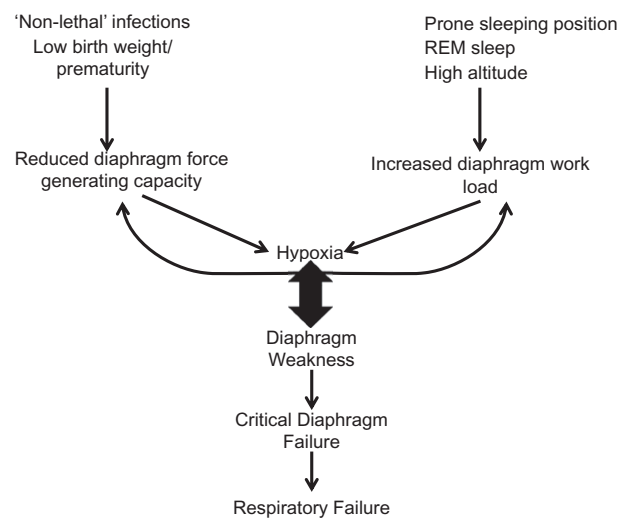 ‘Non-lethal’ infections
Low birth weight/
prematurity
Prone sleeping position
REM sleep
High altitude
Reduced diaphragm force
generating capacity
Increased diaphragm work
load
Hypoxia
Diaphragm
Weakness
Critical Diaphragm
Failure
Respiratory Failure